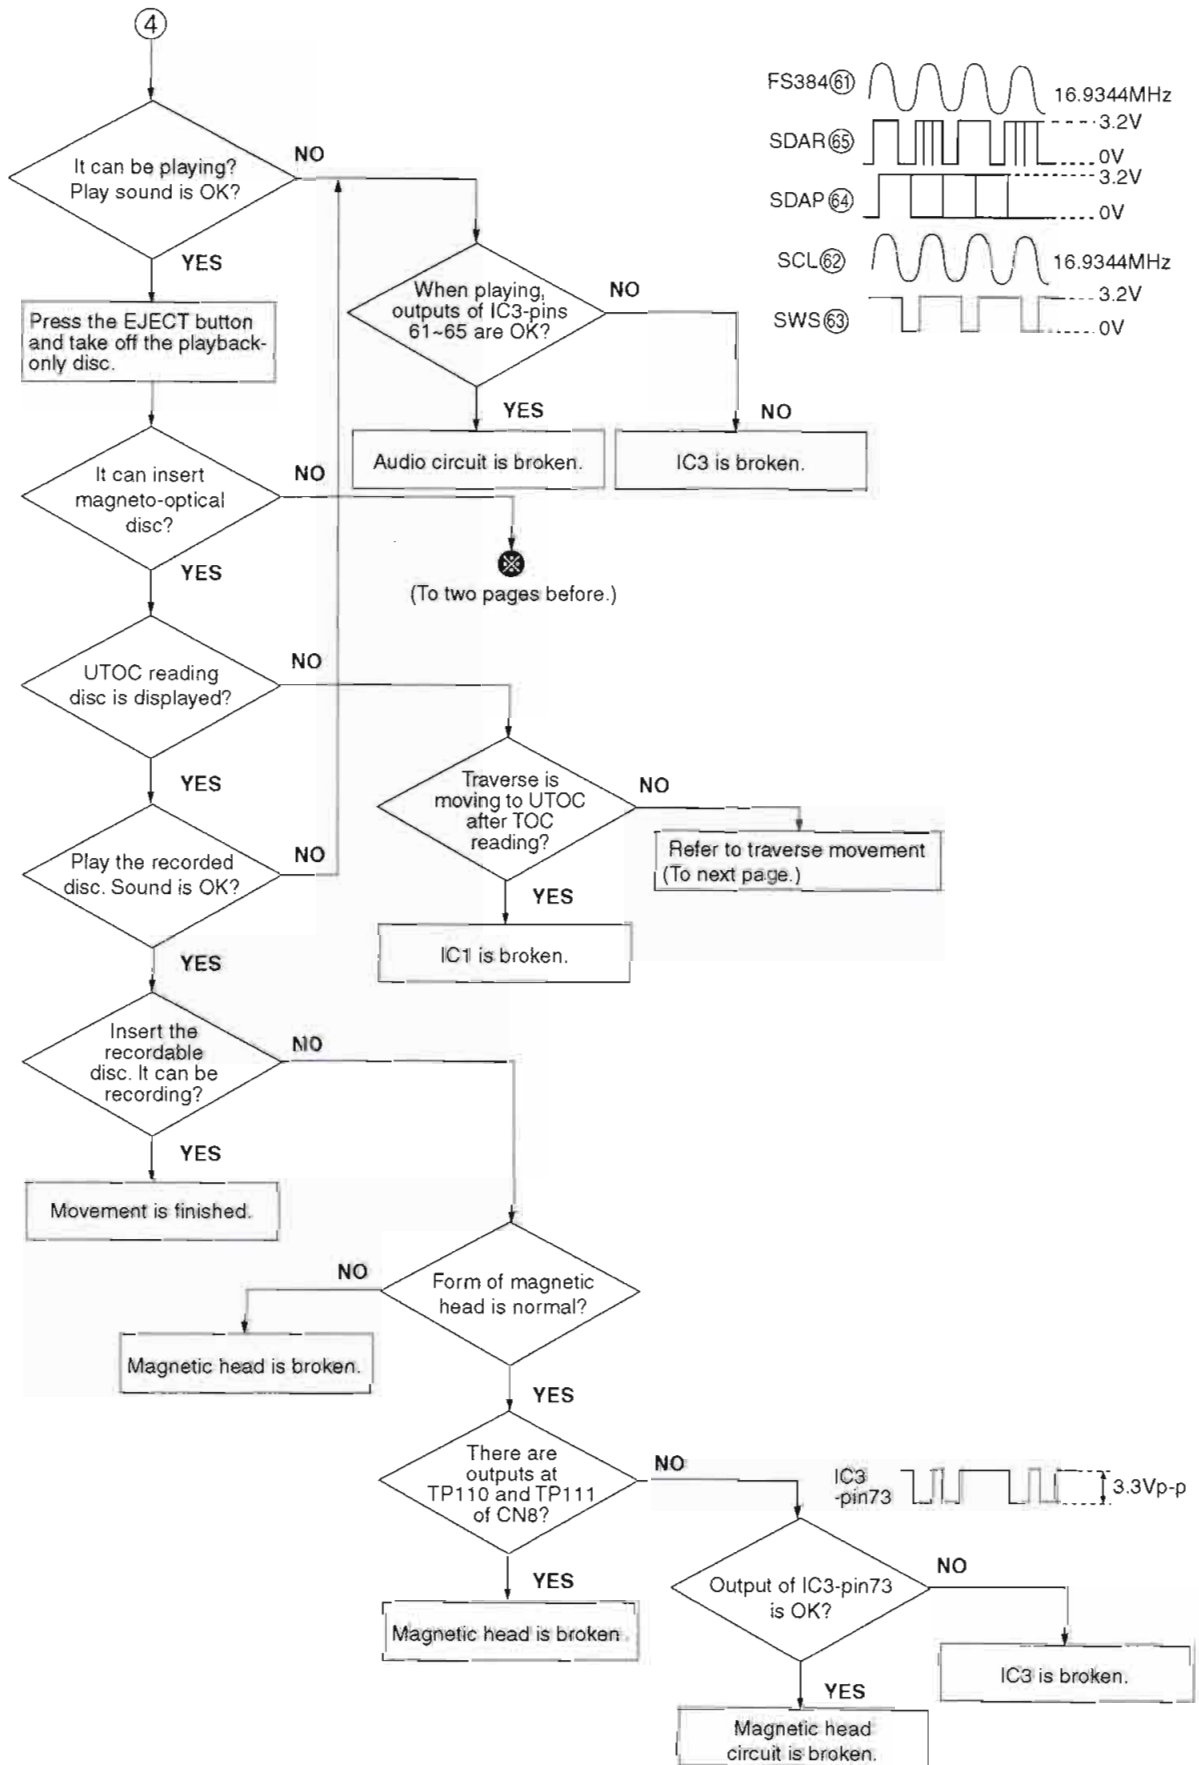 4
It can be playing?
Play sound is OK?
NO
YES
Press the EJECT button
and take off the playback-
only disc.
When playing,
outputs of IC3-pins
61~65 are OK?
NO
YES
NO
Audio circuit is broken.
IC3 is broken.
FS384 61
16.9344MHz
SDAR 65
3.2V
0V
SDAP 64
3.2V
0V
SCL 62
16.9344MHz
SWS 63
3.2V
0V
It can insert
magneto-optical
disc?
NO
YES
※
(To two pages before.)
UTOC reading
disc is displayed?
NO
YES
Traverse is
moving to UTOC
after TOC
reading?
NO
YES
Refer to traverse movement
(To next page.)
IC1 is broken.
Play the recorded
disc. Sound is OK?
NO
YES
Insert the
recordable
disc. It can be
recording?
NO
YES
Movement is finished.
Form of magnetic
head is normal?
NO
YES
Magnetic head is broken.
There are
outputs at
TP110 and TP111
of CN8?
NO
YES
Magnetic head is broken.
IC3
-pin73
3.3Vp-p
Output of IC3-pin73
is OK?
NO
YES
IC3 is broken.
Magnetic head
circuit is broken.